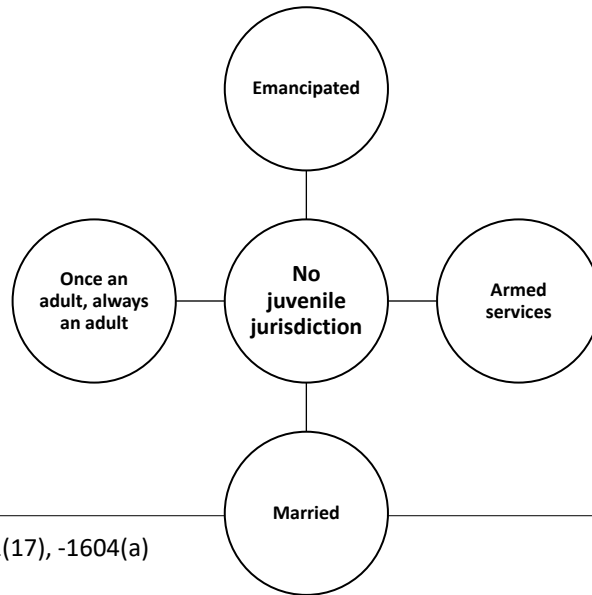 Emancipated
Once an
adult, always
an adult
No
juvenile
jurisdiction
Armed
services
Married
(17), -1604(a)